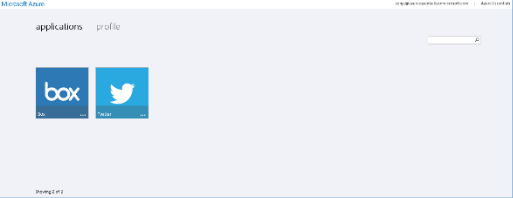 Microsoft Azure
applications profile
box
Box ...
Twitter ...
Showing 2 of 2